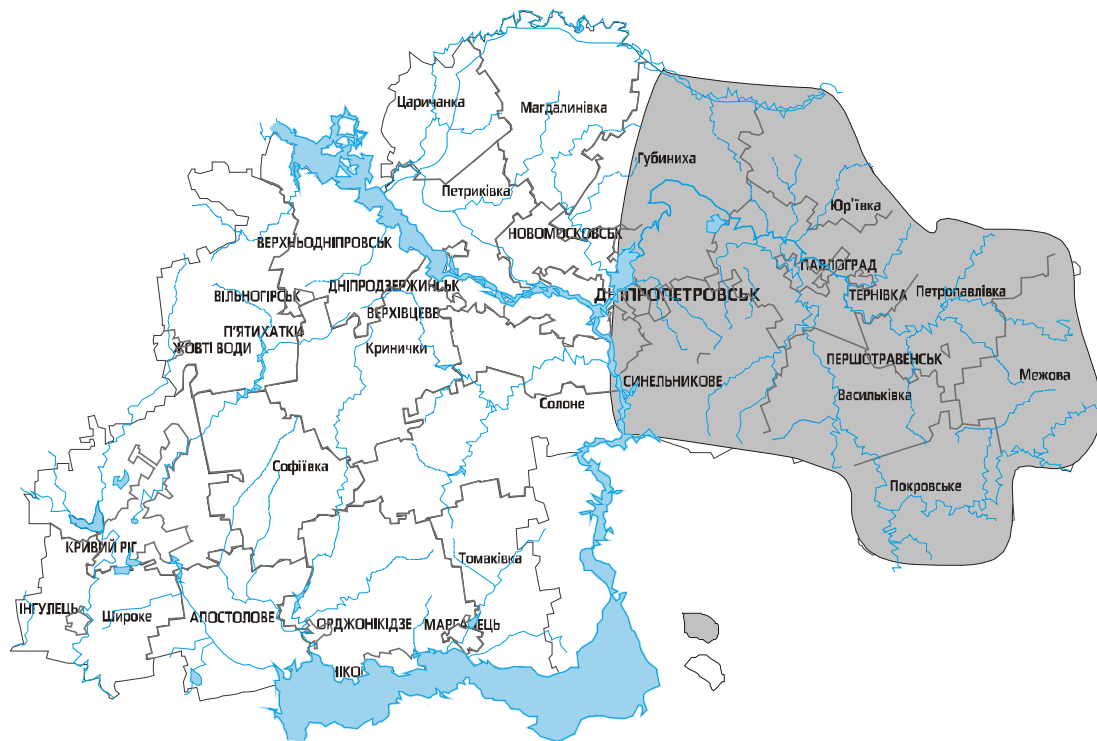 Царичанка
Магдалинівка
Губиниха
Петриківка
Юр'ївка
НОВОМОСКОВСЬК
ВЕРХНЬОДНІПРОВСЬК
ПАВЛОГРАД
ДНІПРОДЗЕРЖИНСЬК
ДНІПРОПЕТРОВСЬК
ТЕРНІВКА
Петропавлівка
ВІЛЬНОГІРСЬК
ВЕРХІВЦЕВЕ
П'ЯТИХАТКИ
ЖОВТІ ВОДИ
Кринички
ПЕРШОТРАВЕНСЬК
Межова
СИНЕЛЬНИКОВЕ
Васильківка
Солоне
Софіївка
Покровське
КРИВИЙ РІГ
Томаківка
ІНГУЛЕЦЬ
Широке
АПОСТОЛОВЕ
ОРДЖОНІКІДЗЕ
МАРГАНЕЦЬ
НІКО